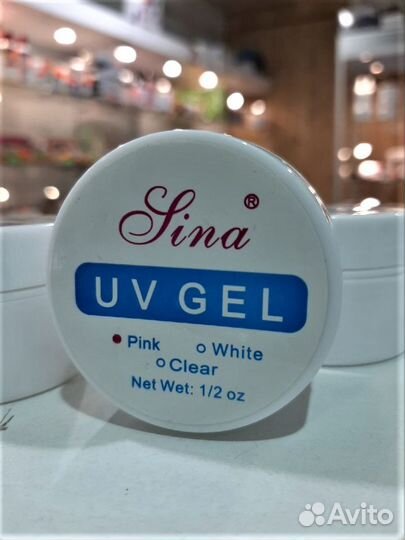 Sina ®
UV GEL
Pink White
Clear
Net Wet: 1/2 oz
Avito